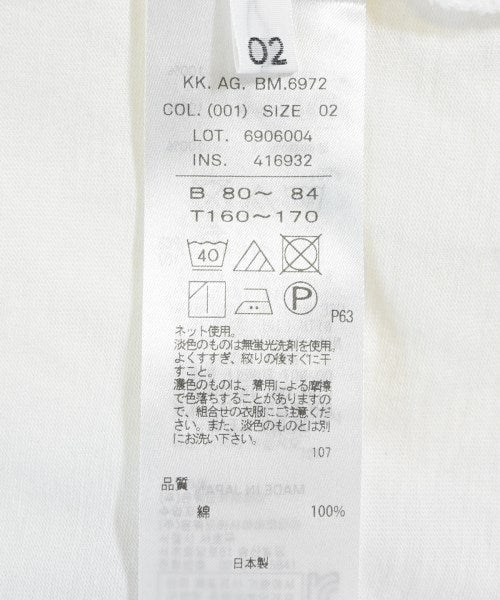 02
KK. AG. BM.6972
COL. (001) SIZE 02
LOT. 6906004
INS. 416932
B 80〜 84
T160〜170
40
P
P63
ネット使用。
淡色のものは無蛍光洗剤を使用。
よくすすぎ、絞りの後すぐに干
すこと。
濃色のものは、着用による摩擦
で色落ちすることがありますの
で、組合せの衣服にご注意くだ
さい。また、淡色のものとは別
にお洗い下さい。
107
品質
綿 100%
日本製
MADE IN JAPAN